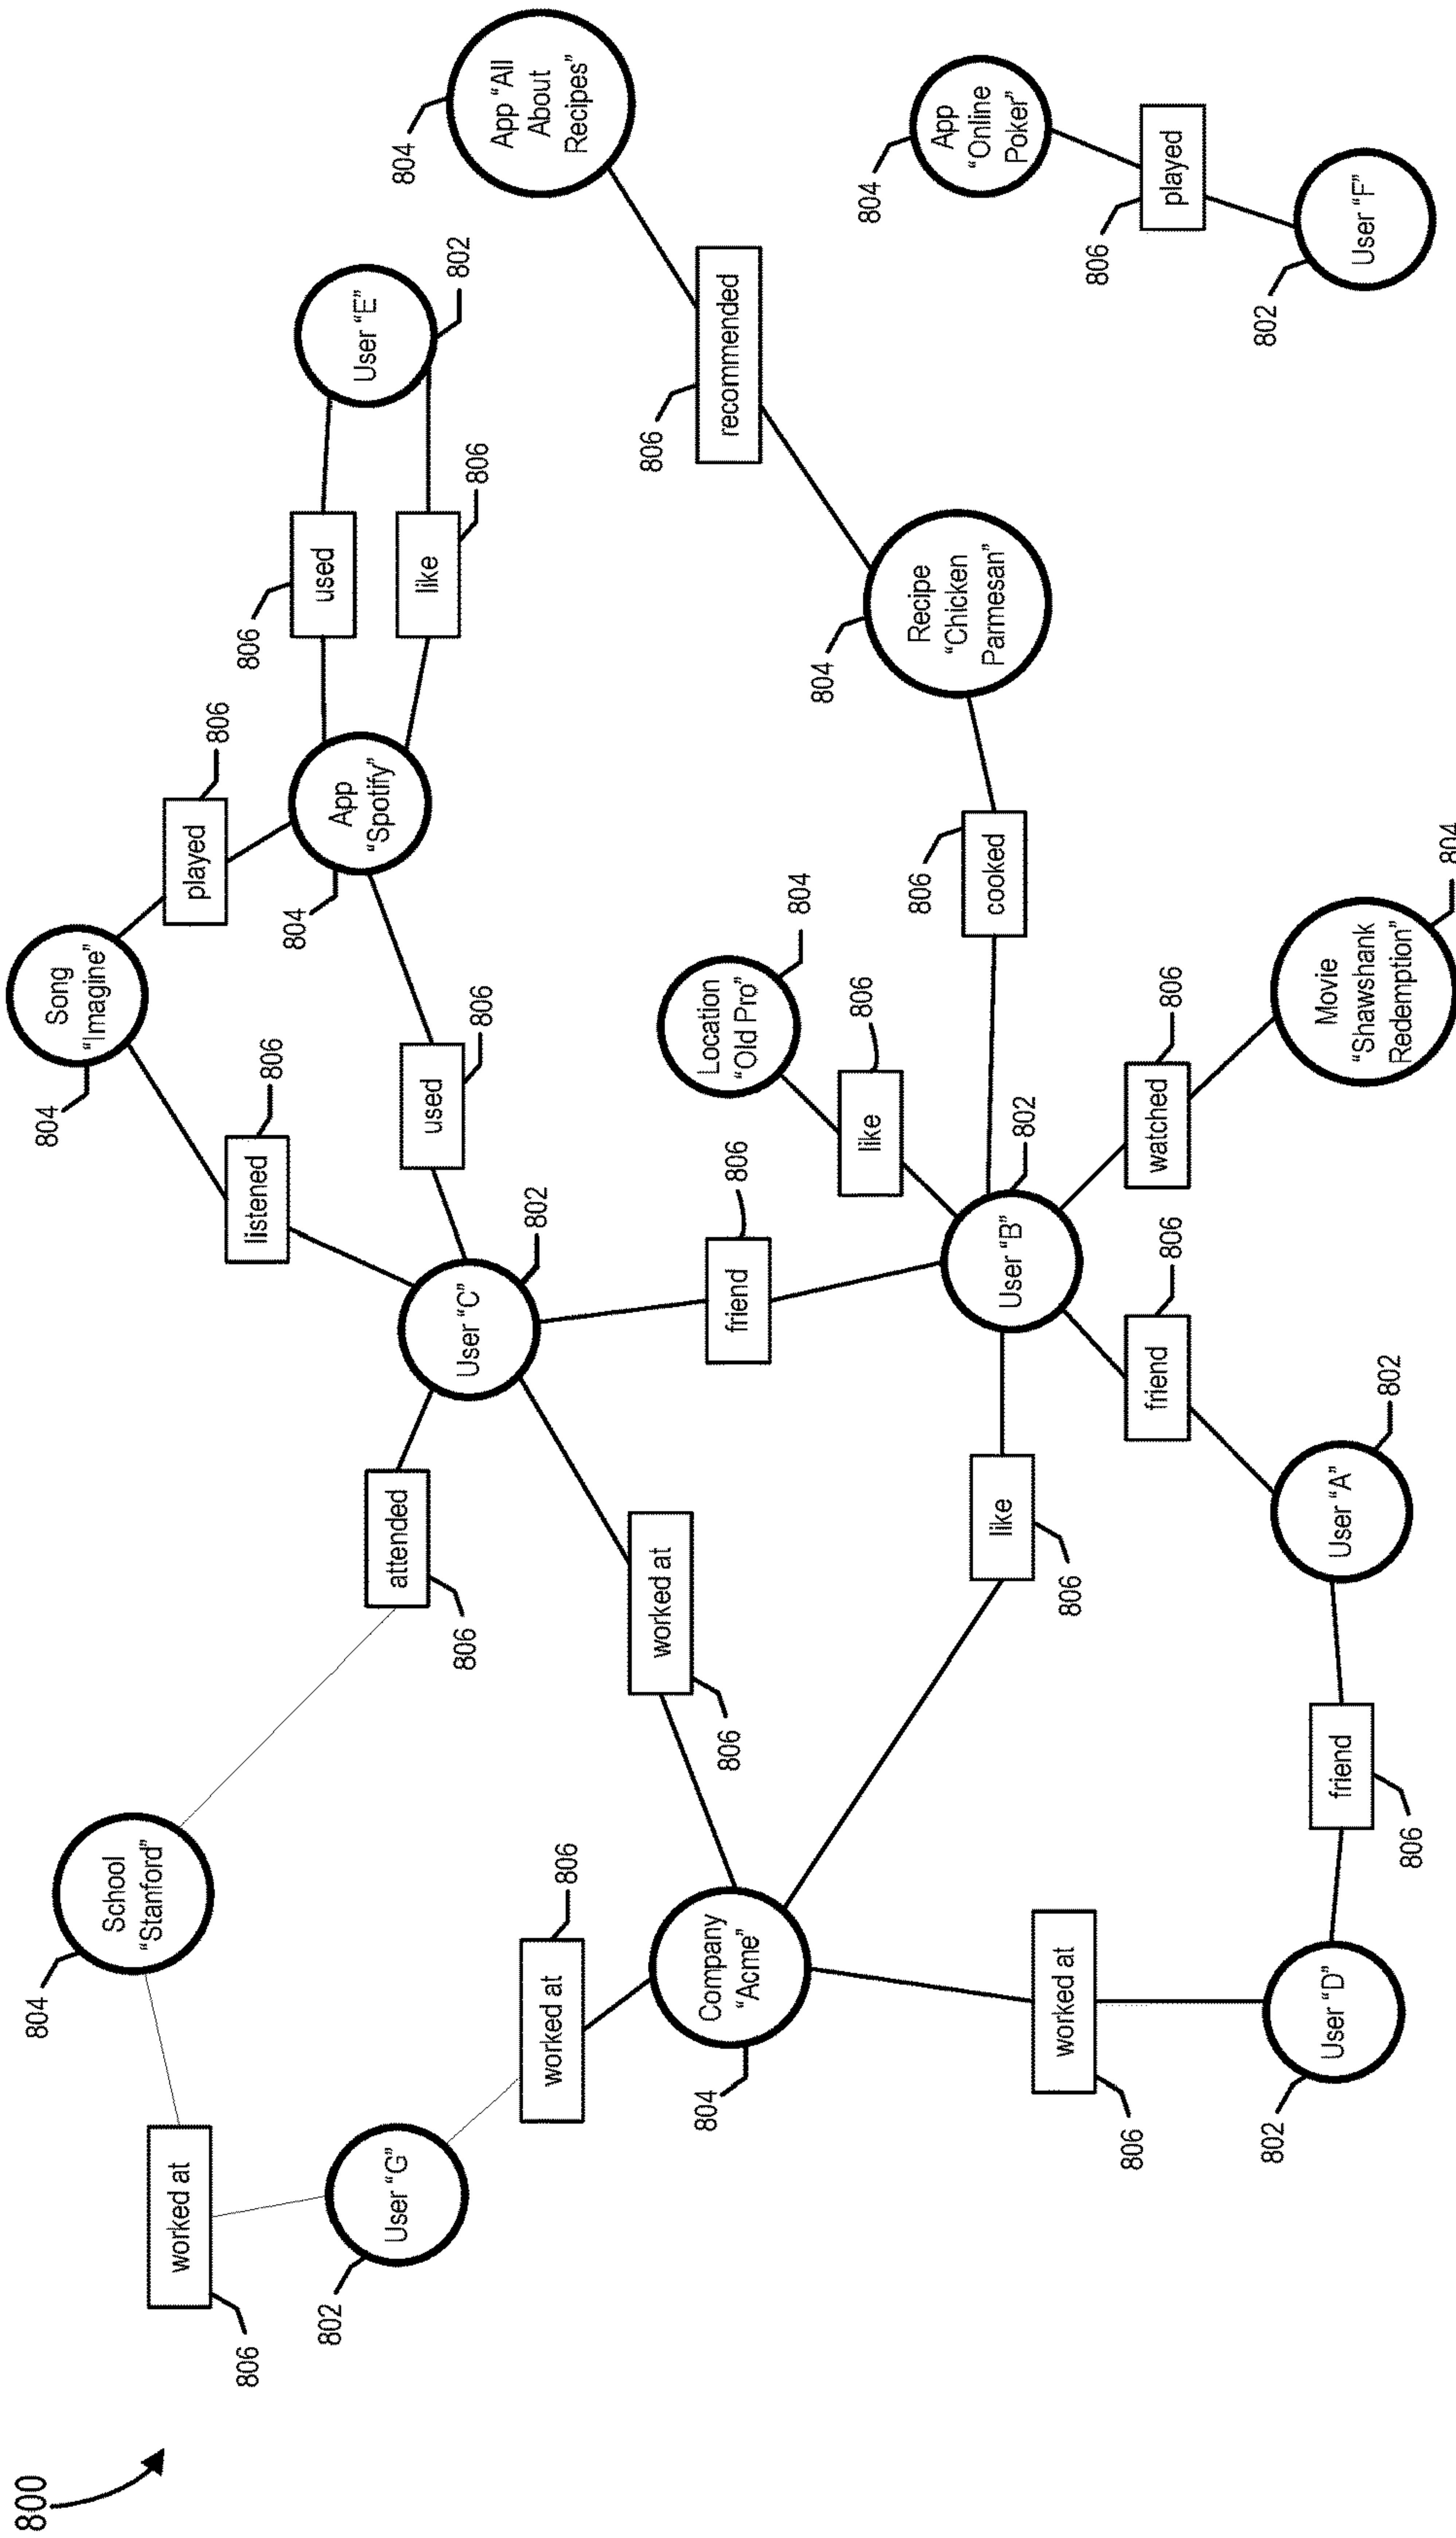 800
804
School
"Stanford"
804
Song
"Imagine"
worked at
806
played
806
listened
806
802
User "G"
attended
806
806
used
User "E"
802
804
App
"Spotify"
like
806
User "C"
802
used
806
804
App "All
About
Recipes"
worked at
806
worked at
806
806
recommended
804
Company
"Acme"
friend
806
Location
"Old Pro"
804
like
806
804
Recipe
"Chicken
Parmesan"
804
App
"Online
Poker"
like
806
User "B"
802
806
cooked
worked at
806
friend
806
watched
806
806
played
802
User "D"
friend
806
User "A"
802
Movie
"Shawshank
Redemption"
804
802
User "F"